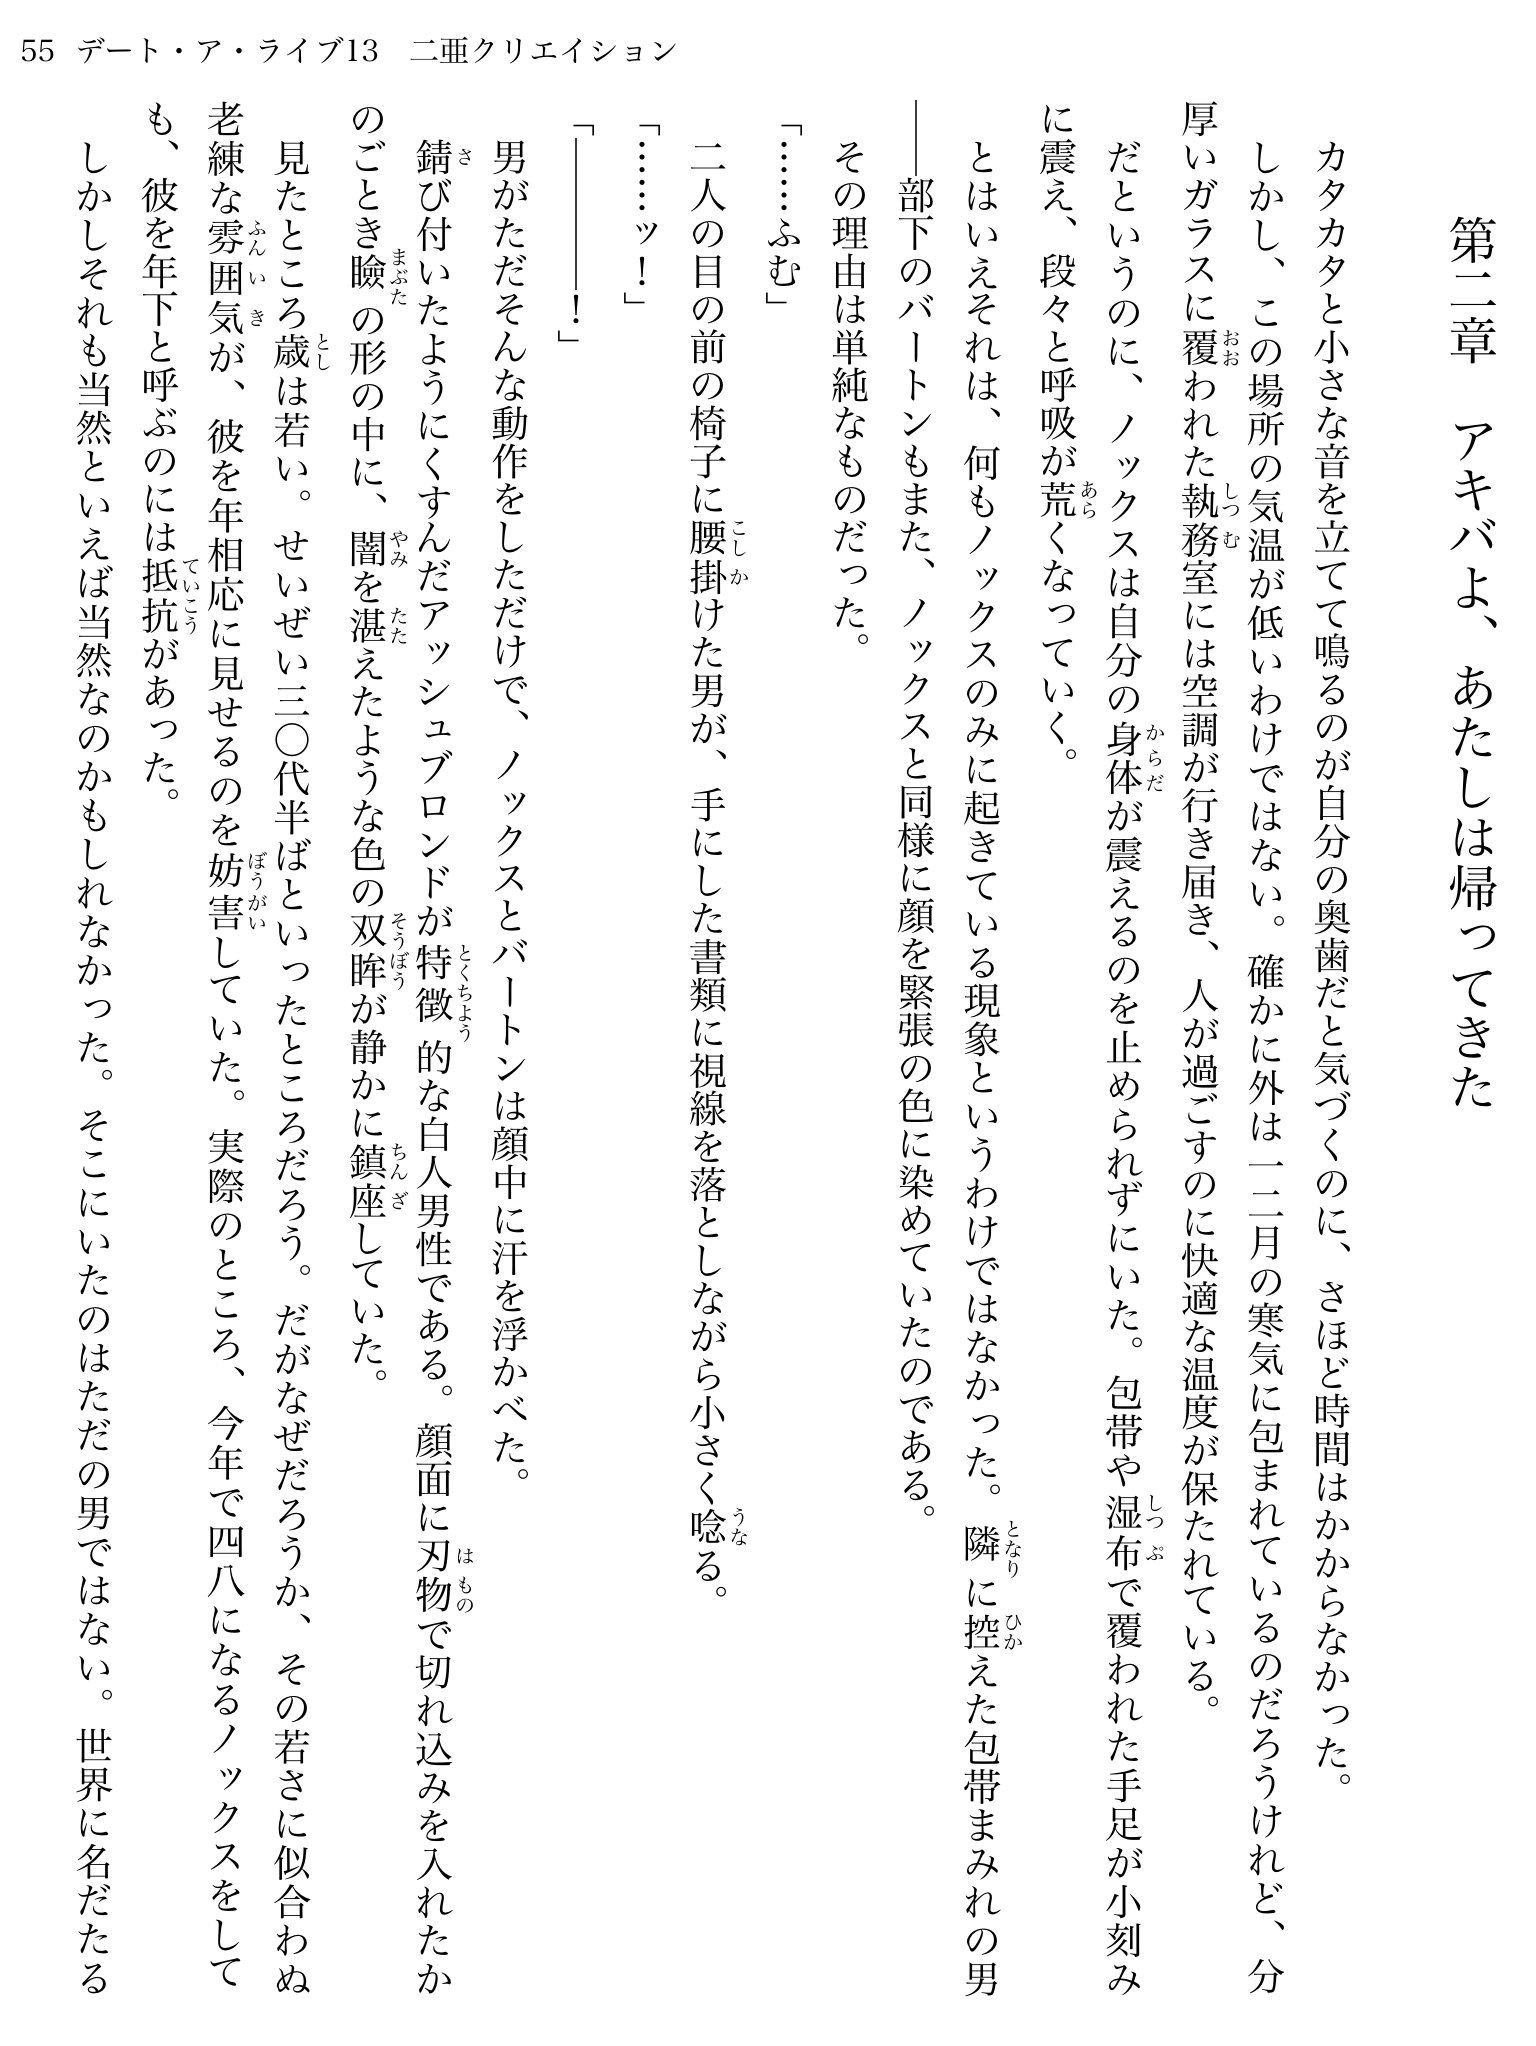 55 デート・ア・ライブ13　二亜クリエイション
第二章　アキバよ、あたしは帰ってきた
カタカタと小さな音を立てて鳴るのが自分の奥歯だと気づくのに、さほど時間はかからなかった。
しかし、この場所の気温が低いわけではない。確かに外は一二月の寒気に包まれているのだろうけれど、分
厚いガラスに覆われた執務室には空調が行き届き、人が過ごすのに快適な温度が保たれている。
だというのに、ノックスは自分の身体が震えるのを止められずにいた。包帯や湿布で覆われた手足が小刻み
に震え、段々と呼吸が荒くなっていく。
とはいえそれは、何もノックスのみに起きている現象というわけではなかった。隣に控えた包帯まみれの男
――部下のバートンもまた、ノックスと同様に顔を緊張の色に染めていたのである。
その理由は単純なものだった。
「……ふむ」
二人の目の前の椅子に腰掛けた男が、手にした書類に視線を落としながら小さく唸る。
「……ッ！」
「――――！」
男がただそんな動作をしただけで、ノックスとバートンは顔中に汗を浮かべた。
錆び付いたようにくすんだアッシュブロンドが特徴的な白人男性である。顔面に刃物で切れ込みを入れたか
のごとき瞼の形の中に、闇を湛えたような色の双眸が静かに鎮座していた。
見たところ歳は若い。せいぜい三〇代半ばといったところだろう。だがなぜだろうか、その若さに似合わぬ
老練な雰囲気が、彼を年相応に見せるのを妨害していた。実際のところ、今年で四八になるノックスをして
も、彼を年下と呼ぶのには抵抗があった。
しかしそれも当然といえば当然なのかもしれなかった。そこにいたのはただの男ではない。世界に名だたる